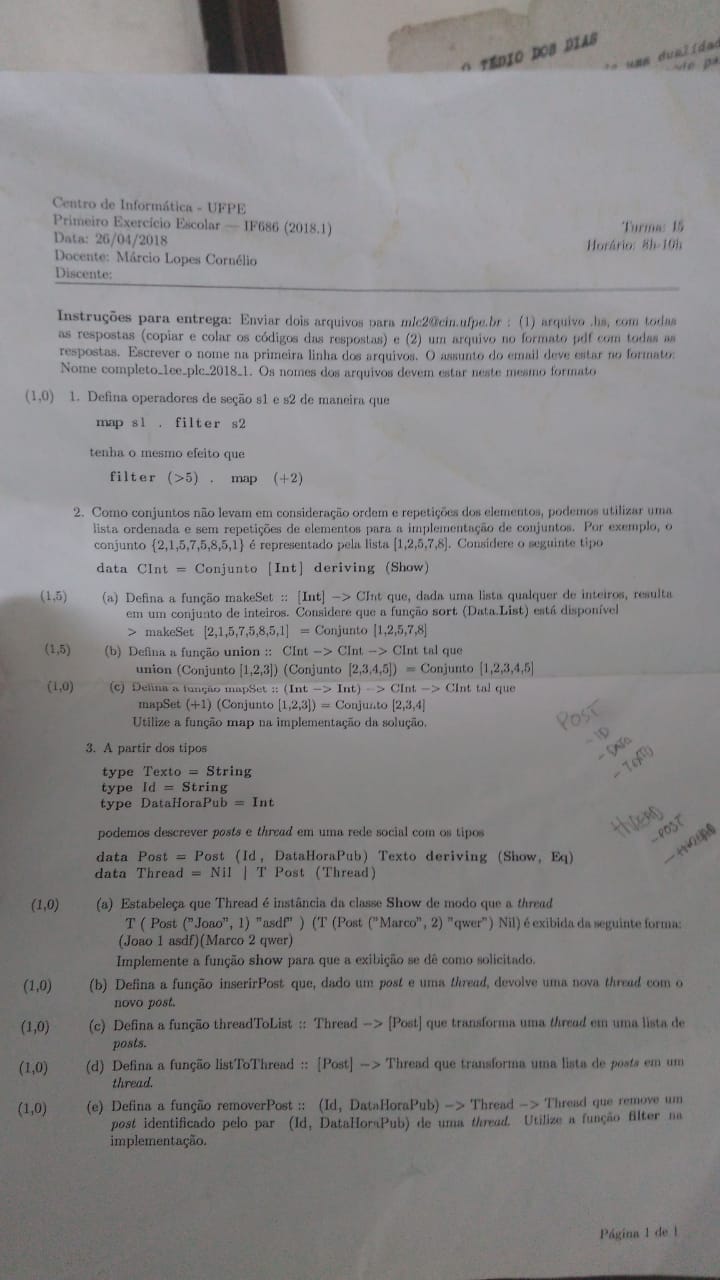 O TÉDIO DOS DIAS
uma dualidad
Centro de Informática - UFPE
Primeiro Exercício Escolar — IF686 (2018.1)
Turma: 15
Data: 26/04/2018
Horário: 8h-10h
Docente: Márcio Lopes Cornélio
Discente:
Instruções para entrega: Enviar dois arquivos para mlc2@cin.ufpe.br : (1) arquivo .hs, com todas
as respostas (copiar e colar os códigos das respostas) e (2) um arquivo no formato pdf com todas as
respostas. Escrever o nome na primeira linha dos arquivos. O assunto do email deve estar no formato:
Nome completo_1ee_plc_2018_1. Os nomes dos arquivos devem estar neste mesmo formato
(1,0) 1. Defina operadores de seção s1 e s2 de maneira que
map s1 . filter s2
tenha o mesmo efeito que
filter (>5) . map (+2)
2. Como conjuntos não levam em consideração ordem e repetições dos elementos, podemos utilizar uma
lista ordenada e sem repetições de elementos para a implementação de conjuntos. Por exemplo, o
conjunto {2,1,5,7,5,8,5,1} é representado pela lista [1,2,5,7,8]. Considere o seguinte tipo
data CInt = Conjunto [Int] deriving (Show)
(1,5) (a) Defina a função makeSet :: [Int] -> CInt que, dada uma lista qualquer de inteiros, resulta
em um conjunto de inteiros. Considere que a função sort (Data.List) está disponível
> makeSet [2,1,5,7,5,8,5,1] = Conjunto [1,2,5,7,8]
(1,5) (b) Defina a função union :: CInt -> CInt -> CInt tal que
union (Conjunto [1,2,3]) (Conjunto [2,3,4,5]) = Conjunto [1,2,3,4,5]
(1,0) (c) Defina a função mapSet :: (Int -> Int) -> CInt -> CInt tal que
mapSet (+1) (Conjunto [1,2,3]) = Conjunto [2,3,4]
Utilize a função map na implementação da solução.
POST
- ID
- DATA
- TEXTO
3. A partir dos tipos
type Texto = String
type Id = String
type DataHoraPub = Int
THREAD
- POST
- THREAD
podemos descrever posts e thread em uma rede social com os tipos
data Post = Post (Id, DataHoraPub) Texto deriving (Show, Eq)
data Thread = Nil | T Post (Thread)
(1,0) (a) Estabeleça que Thread é instância da classe Show de modo que a thread
T ( Post ("Joao", 1) "asdf" ) (T (Post ("Marco", 2) "qwer") Nil) é exibida da seguinte forma:
(Joao 1 asdf)(Marco 2 qwer)
Implemente a função show para que a exibição se dê como solicitado.
(1,0) (b) Defina a função inserirPost que, dado um post e uma thread, devolve uma nova thread com o
novo post.
(1,0) (c) Defina a função threadToList :: Thread -> [Post] que transforma uma thread em uma lista de
posts.
(1,0) (d) Defina a função listToThread :: [Post] -> Thread que transforma uma lista de posts em um
thread.
(1,0) (e) Defina a função removerPost :: (Id, DataHoraPub) -> Thread -> Thread que remove um
post identificado pelo par (Id, DataHoraPub) de uma thread. Utilize a função filter na
implementação.
Página 1 de 1